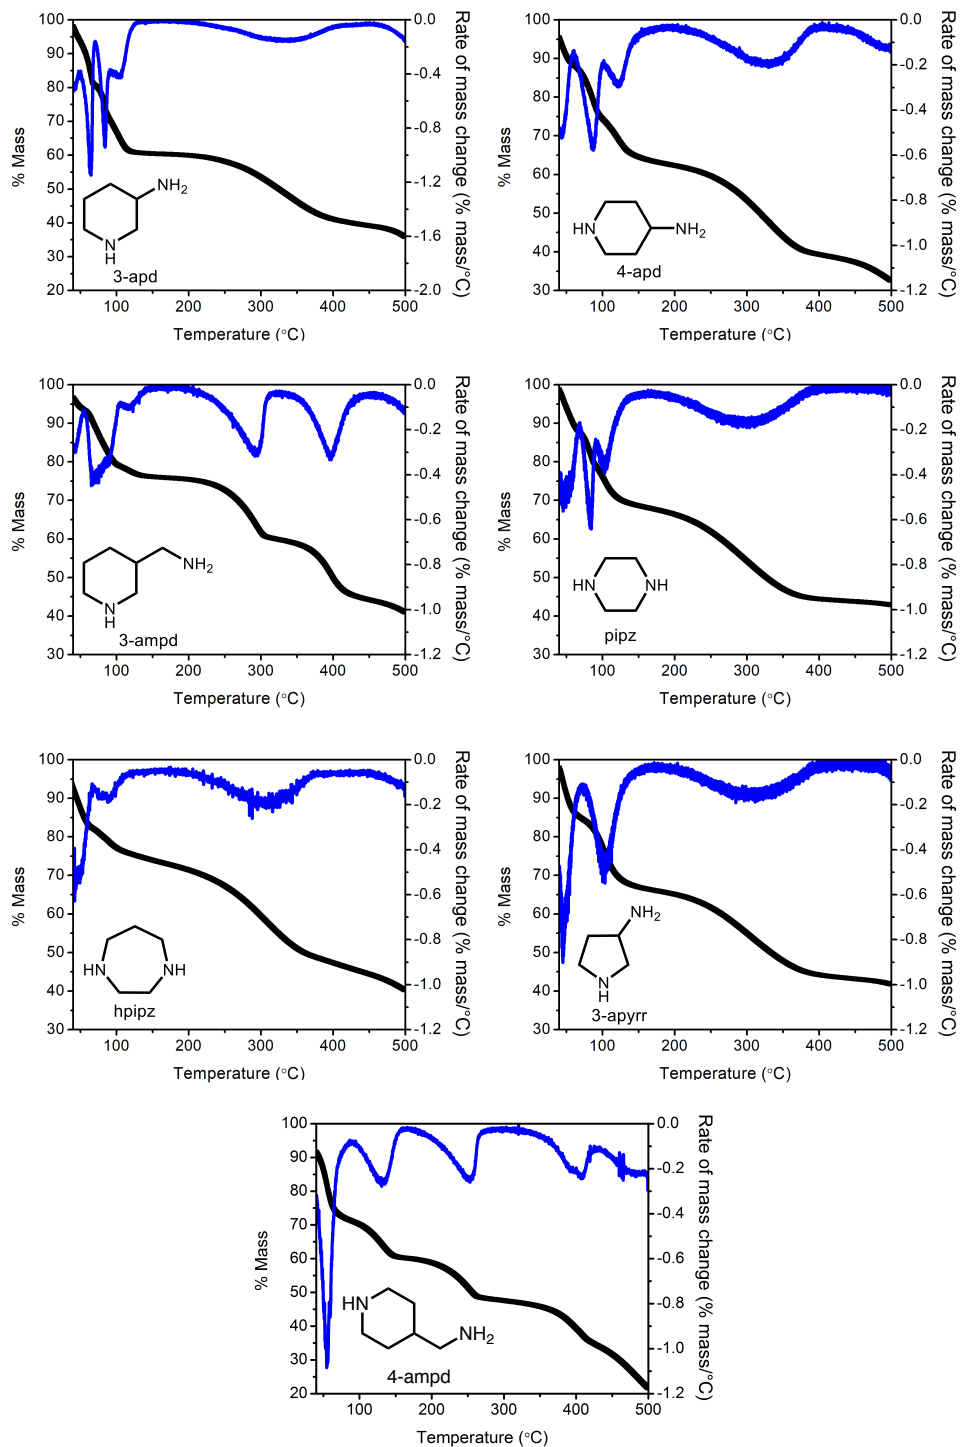 100
90
80
70
60
50
40
30
20
% Mass
0.0
-0.4
-0.8
-1.2
-1.6
-2.0
Rate of mass change (% mass/°C)
NH2
N
H
3-apd
100 200 300 400 500
Temperature (°C)
100
90
80
70
60
50
40
30
% Mass
0.0
-0.2
-0.4
-0.6
-0.8
-1.0
-1.2
Rate of mass change (% mass/°C)
HN
NH2
4-apd
100 200 300 400 500
Temperature (°C)
100
90
80
70
60
50
40
30
% Mass
0.0
-0.2
-0.4
-0.6
-0.8
-1.0
-1.2
Rate of mass change (% mass/°C)
NH2
N
H
3-ampd
100 200 300 400 500
Temperature (°C)
100
90
80
70
60
50
40
30
% Mass
0.0
-0.2
-0.4
-0.6
-0.8
-1.0
-1.2
Rate of mass change (% mass/°C)
HN
NH
pipz
100 200 300 400 500
Temperature (°C)
100
90
80
70
60
50
40
30
% Mass
0.0
-0.2
-0.4
-0.6
-0.8
-1.0
-1.2
Rate of mass change (% mass/°C)
HN
NH
hpipz
100 200 300 400 500
Temperature (°C)
100
90
80
70
60
50
40
30
% Mass
0.0
-0.2
-0.4
-0.6
-0.8
-1.0
-1.2
Rate of mass change (% mass/°C)
NH2
N
H
3-apyrr
100 200 300 400 500
Temperature (°C)
100
90
80
70
60
50
40
30
20
% Mass
0.0
-0.2
-0.4
-0.6
-0.8
-1.0
-1.2
Rate of mass change (% mass/°C)
HN
NH2
4-ampd
100 200 300 400 500
Temperature (°C)